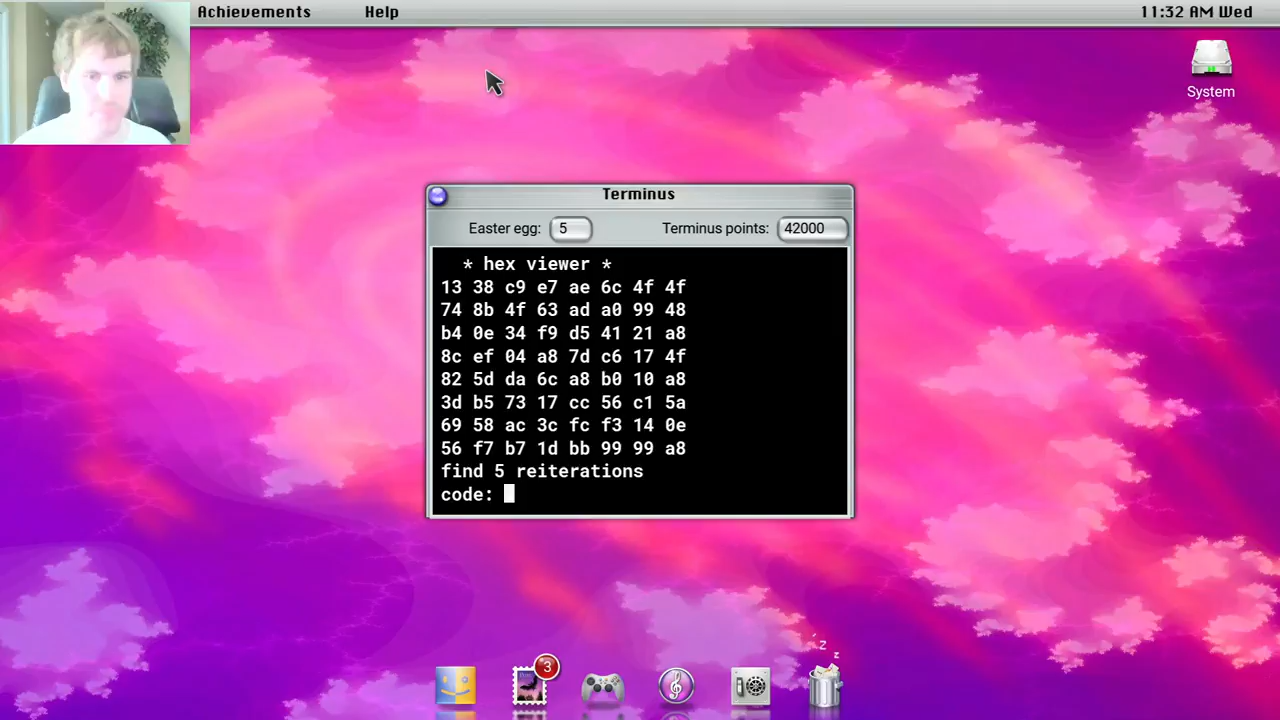 Achievements Help 11:32 AM Wed
System
Terminus
Easter egg: 5 Terminus points: 42000
* hex viewer *
13 38 c9 e7 ae 6c 4f 4f
74 8b 4f 63 ad a0 99 48
b4 0e 34 f9 d5 41 21 a8
8c ef 04 a8 7d c6 17 4f
82 5d da 6c a8 b0 10 a8
3d b5 73 17 cc 56 c1 5a
69 58 ac 3c fc f3 14 0e
56 f7 b7 1d bb 99 99 a8
find 5 reiterations
code:
z
z
3